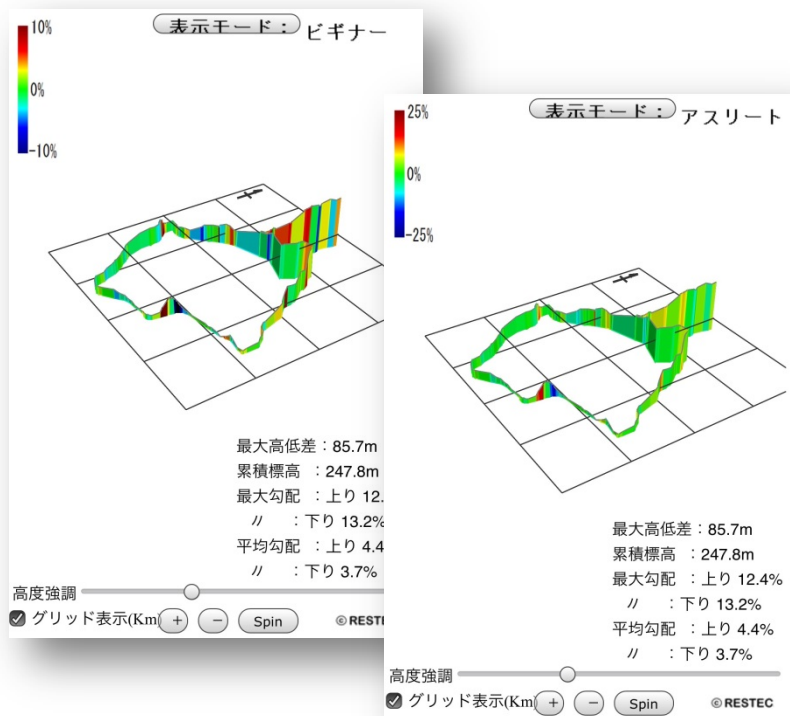 表示モード： ビギナー
10%
0%
-10%
最大高低差：85.7m
累積標高 ：247.8m
最大勾配 ：上り 12.
〃 ：下り 13.2%
平均勾配 ：上り 4.4
〃 ：下り 3.7%
高度強調
グリッド表示(Km)
+ − Spin
© REST
表示モード： アスリート
25%
0%
-25%
最大高低差：85.7m
累積標高 ：247.8m
最大勾配 ：上り 12.4%
〃 ：下り 13.2%
平均勾配 ：上り 4.4%
〃 ：下り 3.7%
高度強調
グリッド表示(Km)
+ − Spin
© RESTEC